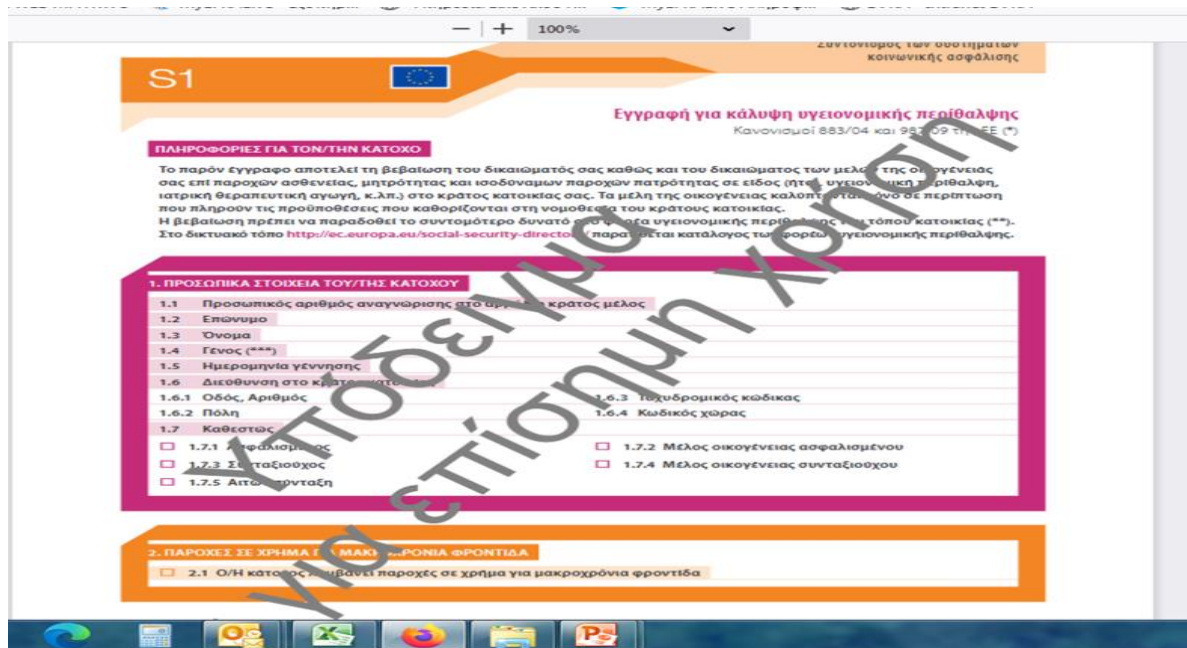 100%
Συντονισμός των συστημάτων
κοινωνικής ασφάλισης
S1
Εγγραφή για κάλυψη υγειονομικής περίθαλψης
Κανονισμοί 883/04 και 987/09 της ΕΕ (*)
ΠΛΗΡΟΦΟΡΙΕΣ ΓΙΑ ΤΟΝ/ΤΗΝ ΚΑΤΟΧΟ
Το παρόν έγγραφο αποτελεί τη βεβαίωση του δικαιώματός σας καθώς και του δικαιώματος των μελών της οικογένειάς
σας επί παροχών ασθενείας, μητρότητας και ισοδύναμων παροχών πατρότητας σε είδος (ήτοι, υγειονομική περίθαλψη,
ιατρική θεραπευτική αγωγή, κ.λπ.) στο κράτος κατοικίας σας. Τα μέλη της οικογένειας καλύπτονται μόνο σε περίπτωση
που πληρούν τις προϋποθέσεις που καθορίζονται στη νομοθεσία του κράτους κατοικίας.
Η βεβαίωση πρέπει να παραδοθεί το συντομότερο δυνατό στο φορέα υγειονομικής περίθαλψης του τόπου κατοικίας (**).
Στο δικτυακό τόπο http://ec.europa.eu/social-security-directory/ παρατίθεται κατάλογος των φορέων υγειονομικής περίθαλψης.
1. ΠΡΟΣΩΠΙΚΑ ΣΤΟΙΧΕΙΑ ΤΟΥ/ΤΗΣ ΚΑΤΟΧΟΥ
1.1 Προσωπικός αριθμός αναγνώρισης στο αρμόδιο κράτος μέλος
1.2 Επώνυμο
1.3 Όνομα
1.4 Γένος (***)
1.5 Ημερομηνία γέννησης
1.6 Διεύθυνση στο κράτος κατοικίας
1.6.1 Οδός, Αριθμός 1.6.3 Ταχυδρομικός κώδικας
1.6.2 Πόλη 1.6.4 Κωδικός χώρας
1.7 Καθεστώς
1.7.1 Ασφαλισμένος 1.7.2 Μέλος οικογένειας ασφαλισμένου
1.7.3 Συνταξιούχος 1.7.4 Μέλος οικογένειας συνταξιούχου
1.7.5 Αιτών σύνταξη
2. ΠΑΡΟΧΕΣ ΣΕ ΧΡΗΜΑ ΓΙΑ ΜΑΚΡΟΧΡΟΝΙΑ ΦΡΟΝΤΙΔΑ
2.1 Ο/Η κάτοχος λαμβάνει παροχές σε χρήμα για μακροχρόνια φροντίδα
Υπόδειγμα
για επίσημη χρήση